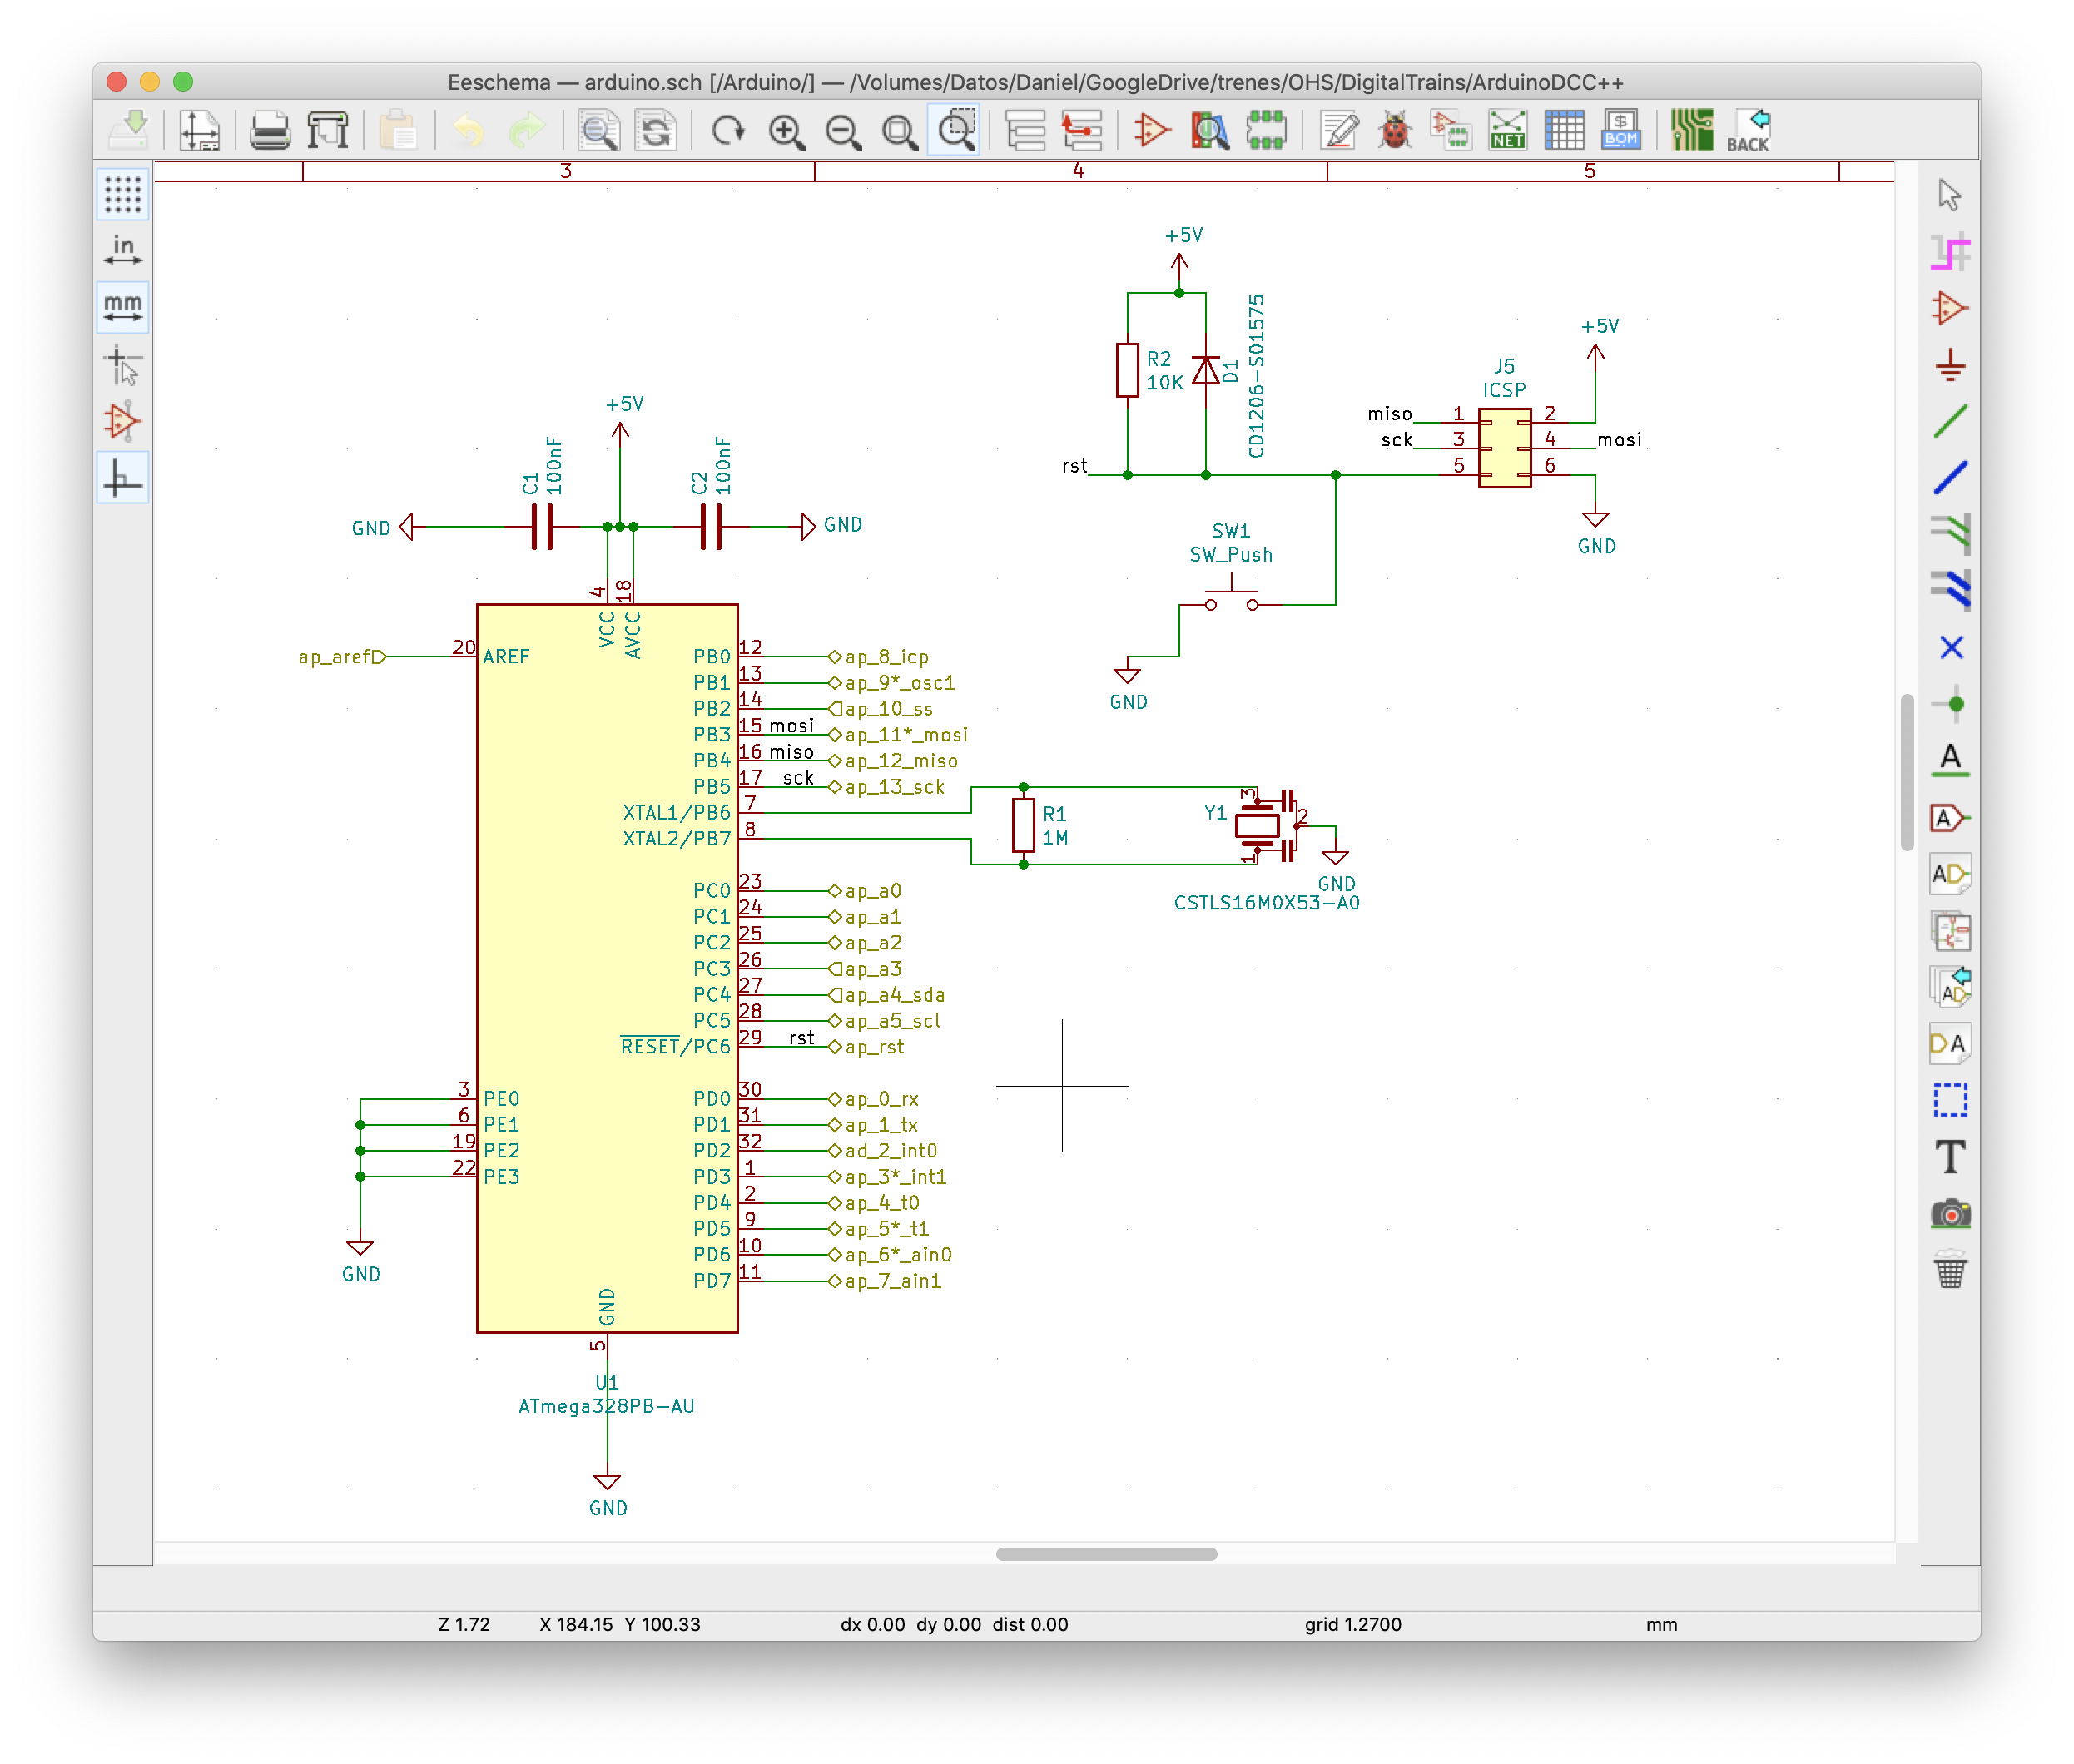 Eeschema — arduino.sch [/Arduino/] — /Volumes/Datos/Daniel/GoogleDrive/trenes/OHS/DigitalTrains/ArduinoDCC++
NET
$
BOM
BACK
in
mm
3 4 5
+5V
R2
10K
D1
CD1206-S01575
+5V
J5
ICSP
miso 1 2
sck 3 4 mosi
rst 5 6
GND
SW1
SW_Push
GND
+5V
C1
100nF
C2
100nF
GND
GND
4 18
VCC
AVCC
ap_aref 20 AREF
PB0 12 ap_8_icp
PB1 13 ap_9*_osc1
PB2 14 ap_10_ss
PB3 15 mosi ap_11*_mosi
PB4 16 miso ap_12_miso
PB5 17 sck ap_13_sck
XTAL1/PB6 7
XTAL2/PB7 8
R1
1M
Y1
3
2
1
GND
CSTLS16M0X53-A0
PC0 23 ap_a0
PC1 24 ap_a1
PC2 25 ap_a2
PC3 26 ap_a3
PC4 27 ap_a4_sda
PC5 28 ap_a5_scl
RESET/PC6 29 rst ap_rst
3 PE0
6 PE1
19 PE2
22 PE3
GND
PD0 30 ap_0_rx
PD1 31 ap_1_tx
PD2 32 ad_2_int0
PD3 1 ap_3*_int1
PD4 2 ap_4_t0
PD5 9 ap_5*_t1
PD6 10 ap_6*_ain0
PD7 11 ap_7_ain1
GND
5
U1
ATmega328PB-AU
GND
A
A
A
A
A
T
Z 1.72 X 184.15 Y 100.33 dx 0.00 dy 0.00 dist 0.00 grid 1.2700 mm